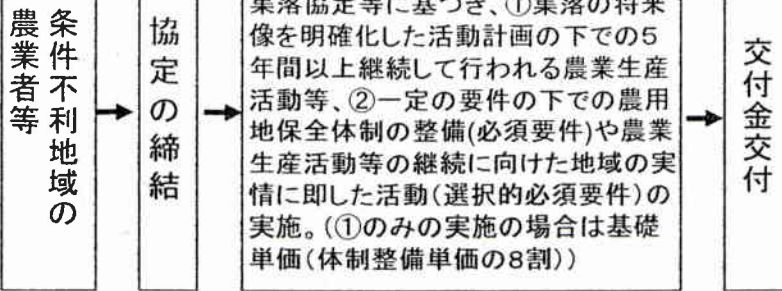 条件不利地域の
農業者等
協定の締結
集落協定等に基づき、①集落の将来
像を明確化した活動計画の下での5
年間以上継続して行われる農業生産
活動等、②一定の要件の下での農用
地保全体制の整備(必須要件)や農業
生産活動等の継続に向けた地域の実
情に即した活動(選択的必須要件)の
実施。(①のみの実施の場合は基礎
単価(体制整備単価の8割))
交付金交付